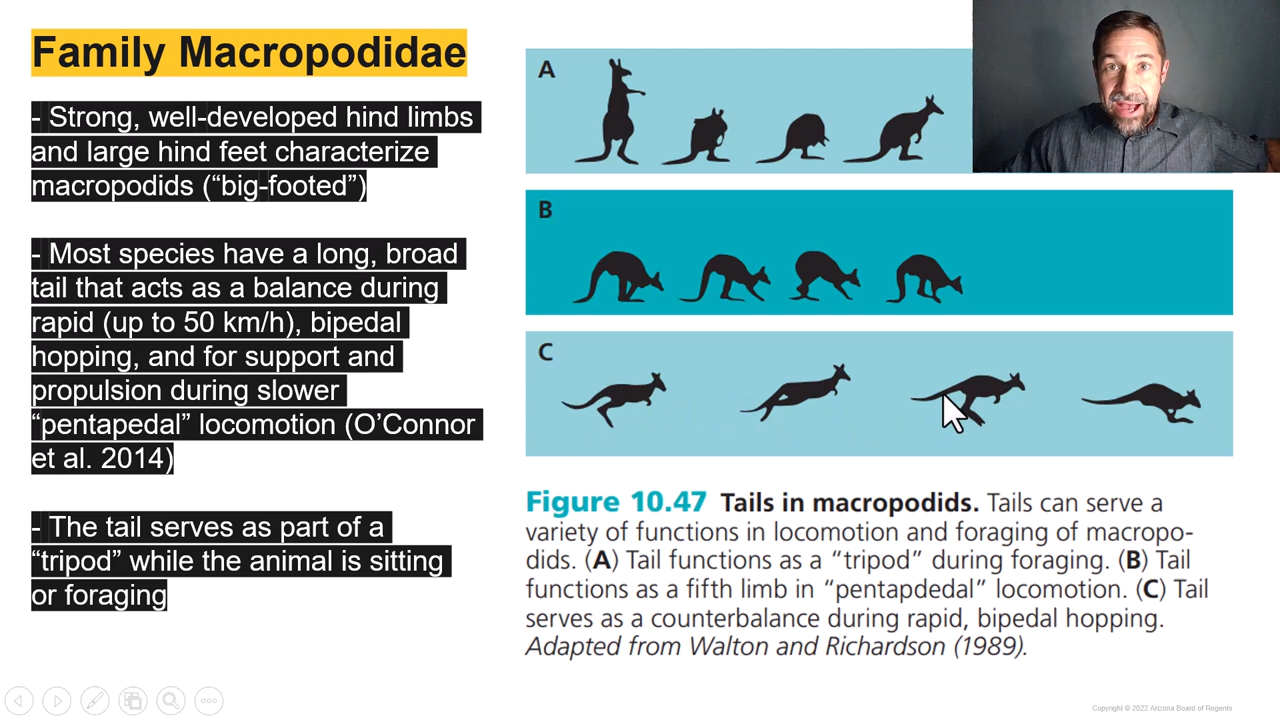 Family Macropodidae
- Strong, well-developed hind limbs
and large hind feet characterize
macropodids (“big-footed”)
- Most species have a long, broad
tail that acts as a balance during
rapid (up to 50 km/h), bipedal
hopping, and for support and
propulsion during slower
“pentapedal” locomotion (O’Connor
et al. 2014)
- The tail serves as part of a
“tripod” while the animal is sitting
or foraging
A
B
C
Figure 10.47 Tails in macropodids. Tails can serve a
variety of functions in locomotion and foraging of macropo-
dids. (A) Tail functions as a “tripod” during foraging. (B) Tail
functions as a fifth limb in “pentapdedal” locomotion. (C) Tail
serves as a counterbalance during rapid, bipedal hopping.
Adapted from Walton and Richardson (1989).
Copyright © 2022 Arizona Board of Regents